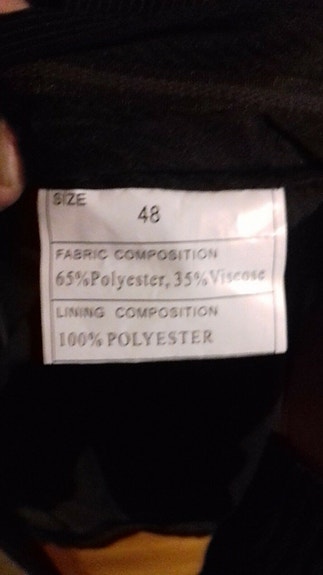 SIZE
48
FABRIC COMPOSITION
65%Polyester, 35%Viscose
LINING COMPOSITION
100% POLYESTER